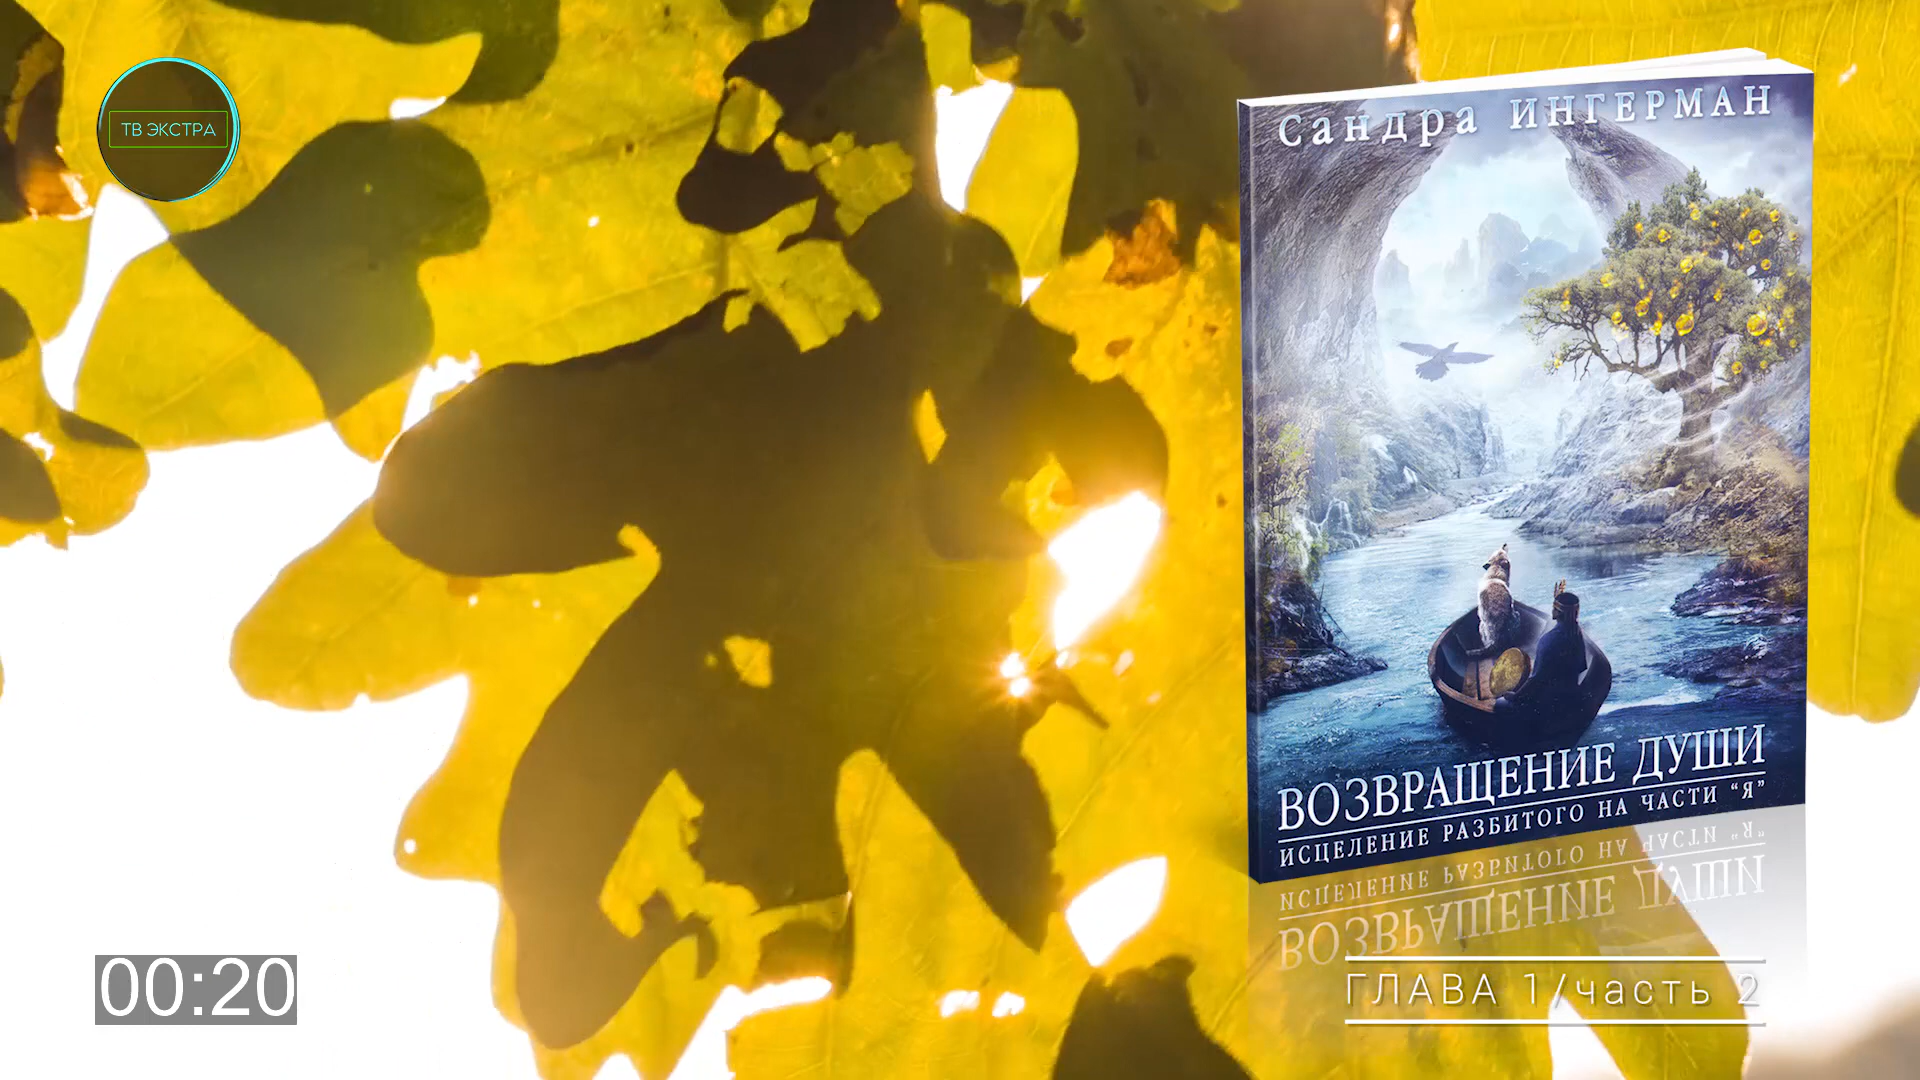 ТВ ЭКСТРА
Сандра ИНГЕРМАН
ВОЗВРАЩЕНИЕ ДУШИ
ИСЦЕЛЕНИЕ РАЗБИТОГО НА ЧАСТИ “Я”
ГЛАВА 1/часть 2
00:20